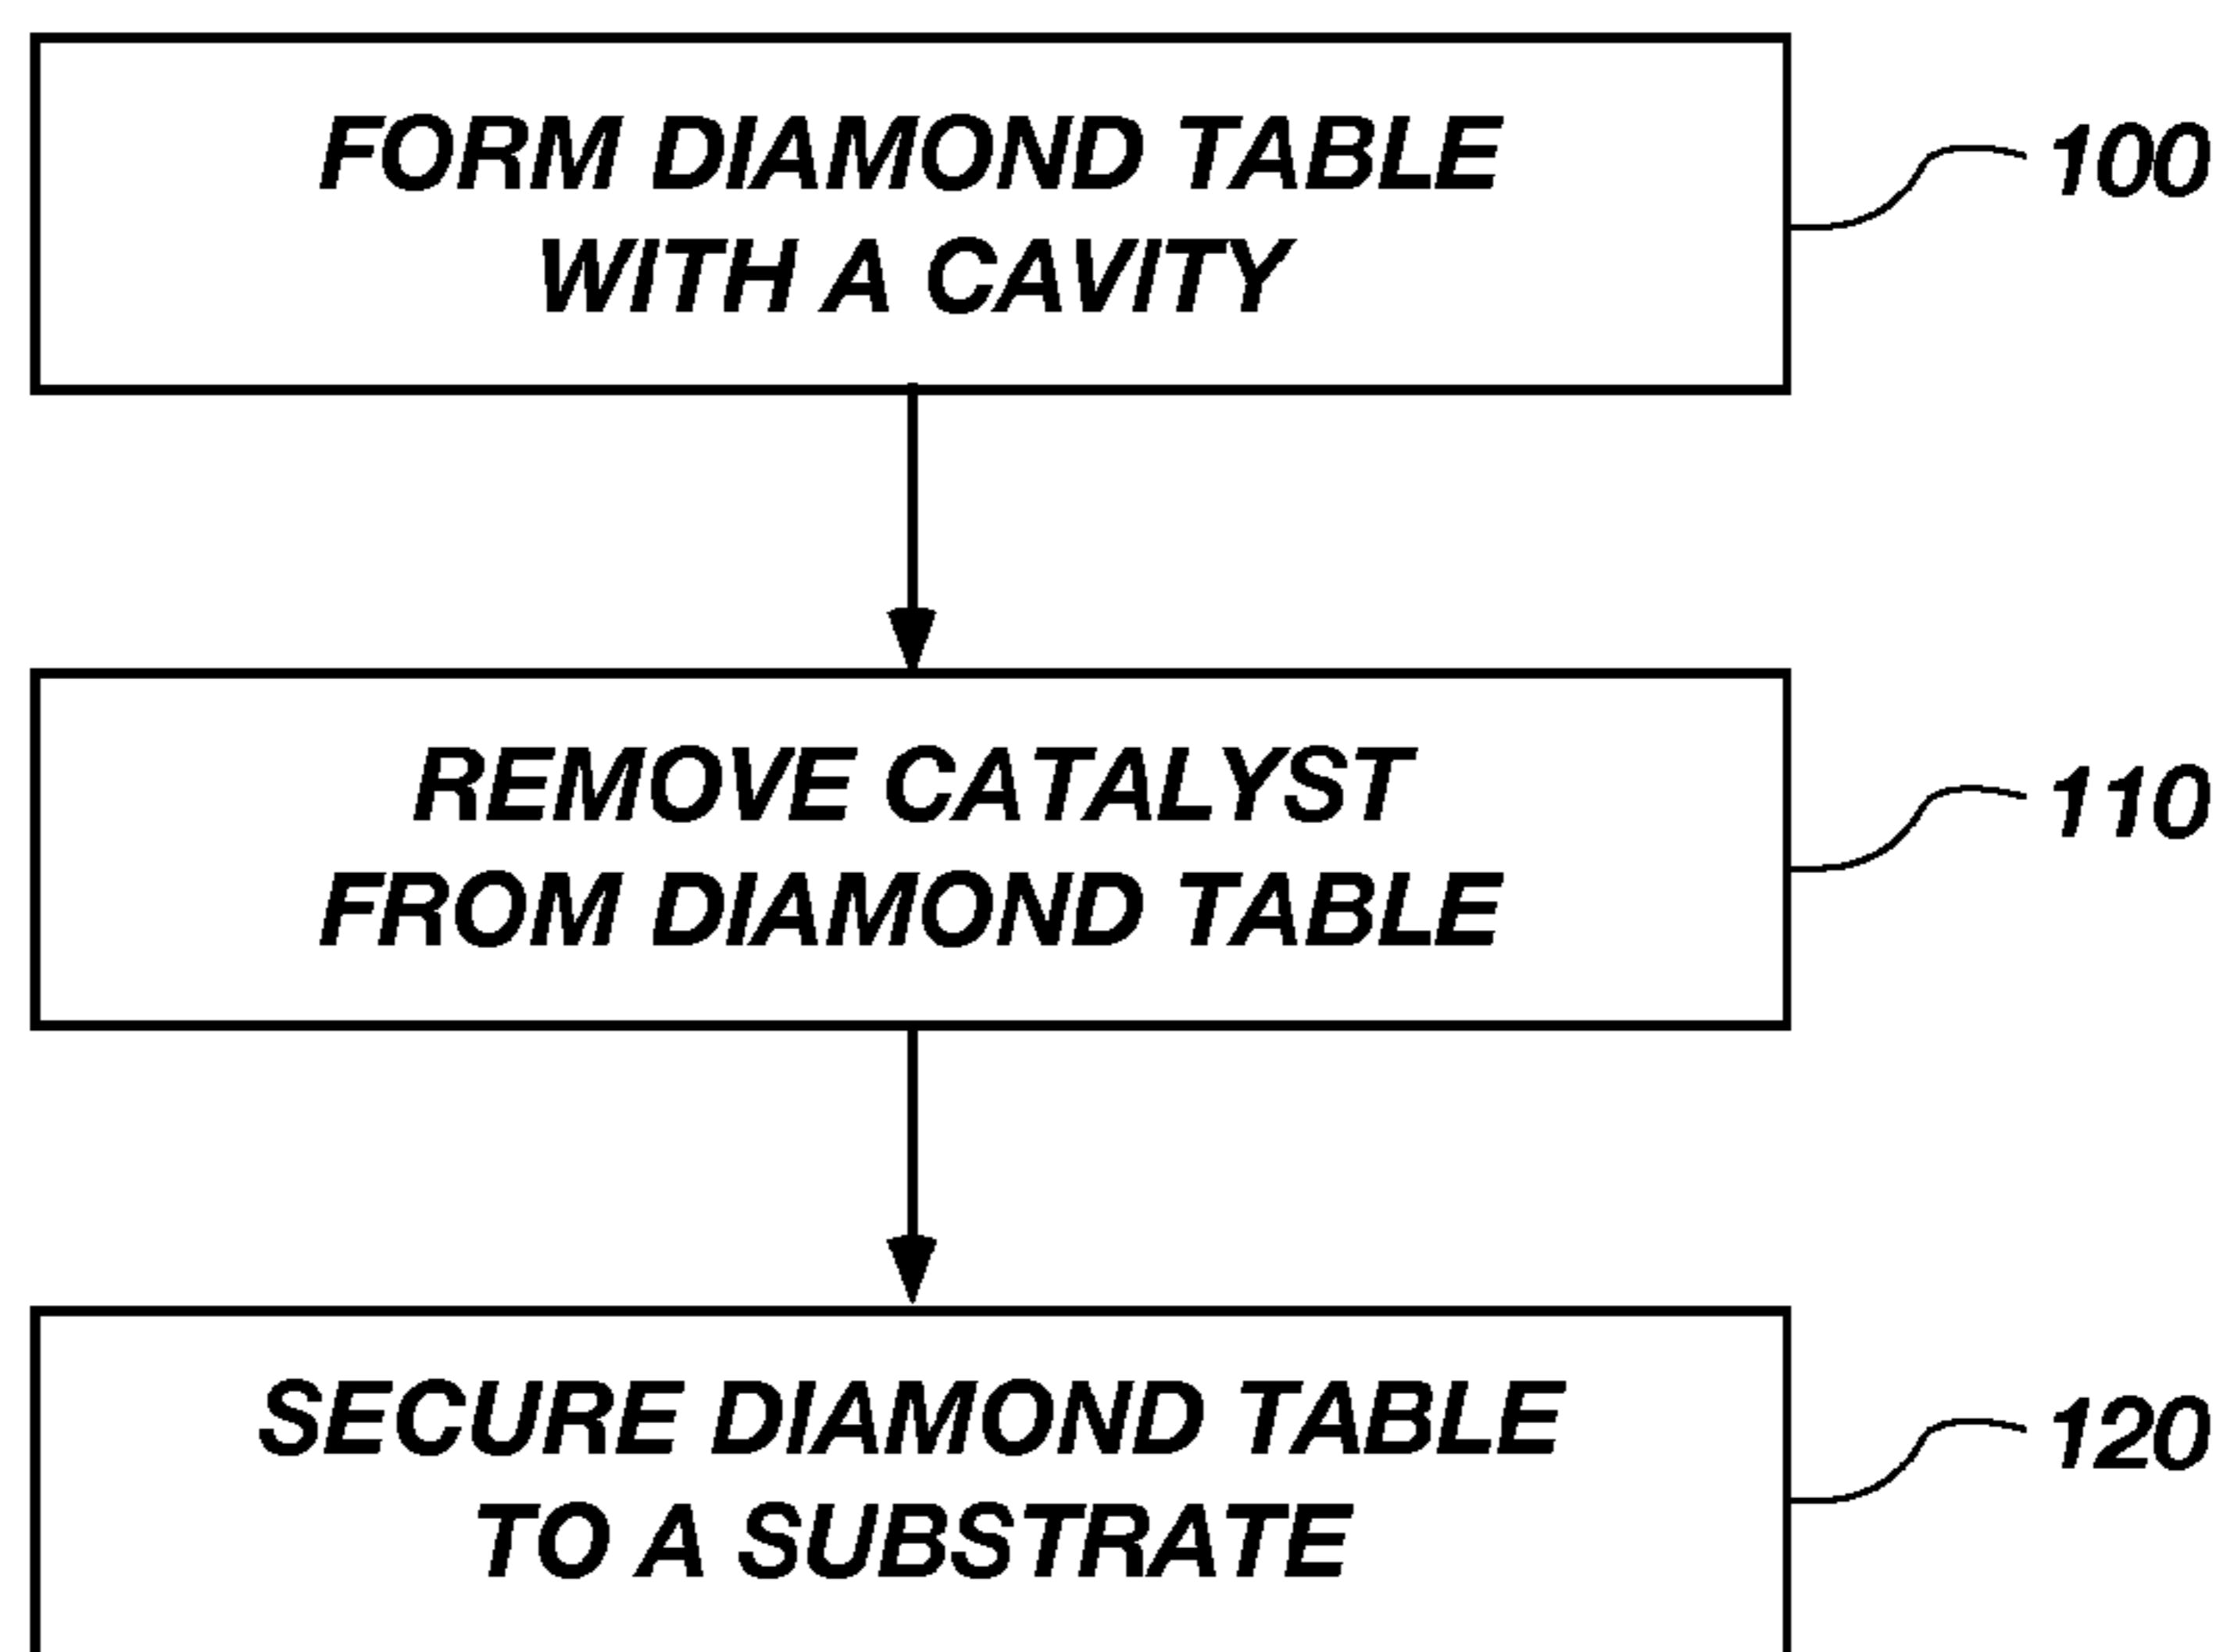 FORM DIAMOND TABLE
WITH A CAVITY
100
REMOVE CATALYST
FROM DIAMOND TABLE
110
SECURE DIAMOND TABLE
TO A SUBSTRATE
120